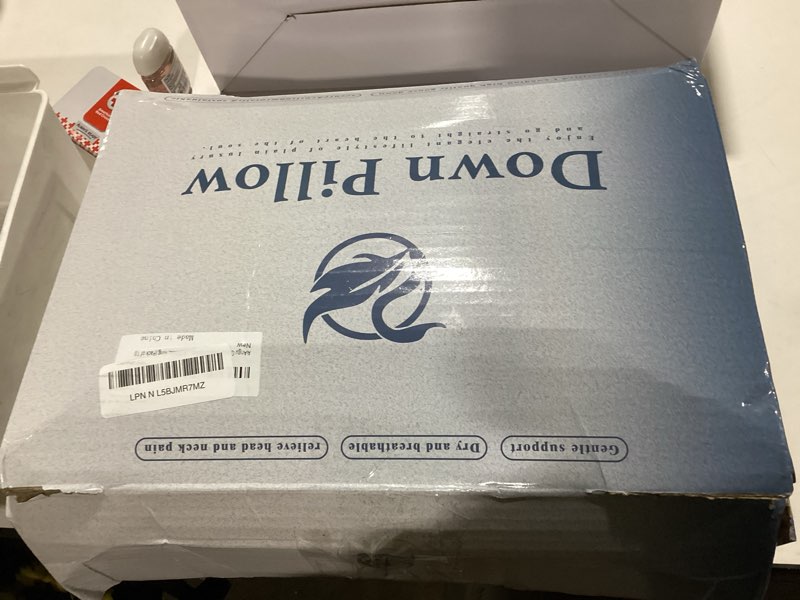 Down Pillow
Enjoy the elegant lifestyle of plain luxury
and go straight to the heart of the soul.
Gentle support
Dry and breathable
relieve head and neck pain
New
Made in China
LPN N L5BJMR7MZ